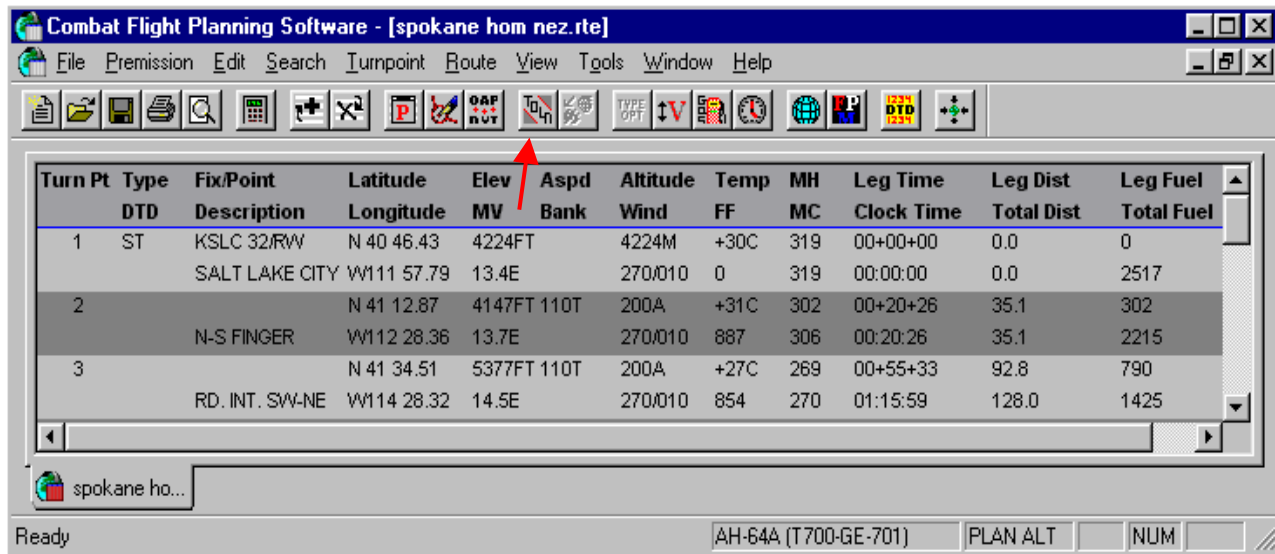 Combat Flight Planning Software - [spokane hom nez.rte]
File Premission Edit Search Turnpoint Route View Tools Window Help
P OAP NVT TOLD TYPE OPT V PM 1234 DTD 1234
Turn Pt Type Fix/Point Latitude Elev Aspd Altitude Temp MH Leg Time Leg Dist Leg Fuel
DTD Description Longitude MV Bank Wind FF MC Clock Time Total Dist Total Fuel
1 ST KSLC 32/RW N 40 46.43 4224FT 4224M +30C 319 00+00+00 0.0 0
SALT LAKE CITY W111 57.79 13.4E 270/010 0 319 00:00:00 0.0 2517
2 N 41 12.87 4147FT 110T 200A +31C 302 00+20+26 35.1 302
N-S FINGER W112 28.36 13.7E 270/010 887 306 00:20:26 35.1 2215
3 N 41 34.51 5377FT 110T 200A +27C 269 00+55+33 92.8 790
RD. INT. SW-NE W114 28.32 14.5E 270/010 854 270 01:15:59 128.0 1425
spokane ho...
Ready AH-64A (T700-GE-701) PLAN ALT NUM